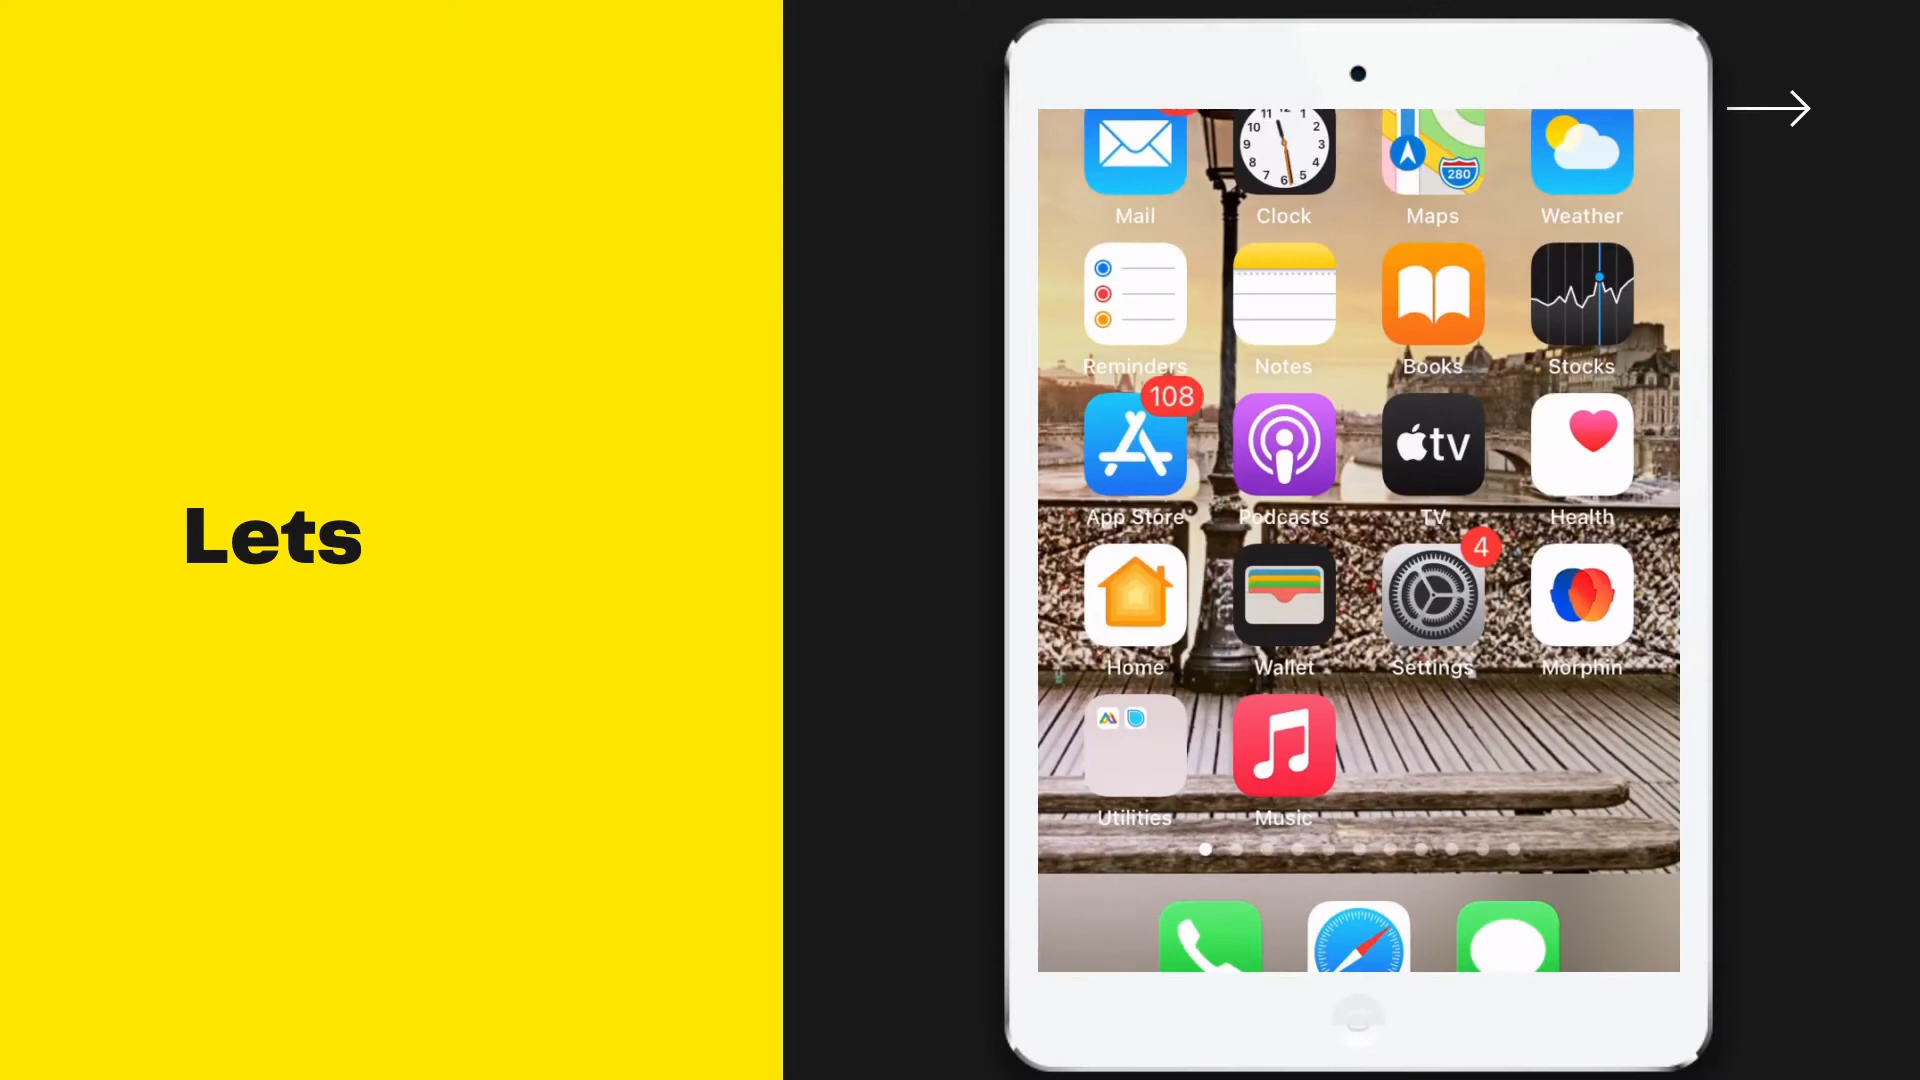 Lets
11 12 1
10 2
9 3
8 4
7 6 5
280
Mail Clock Maps Weather
Reminders Notes Books Stocks
108
tv
App Store Podcasts TV Health
4
Home Wallet Settings Morphin
Utilities Music